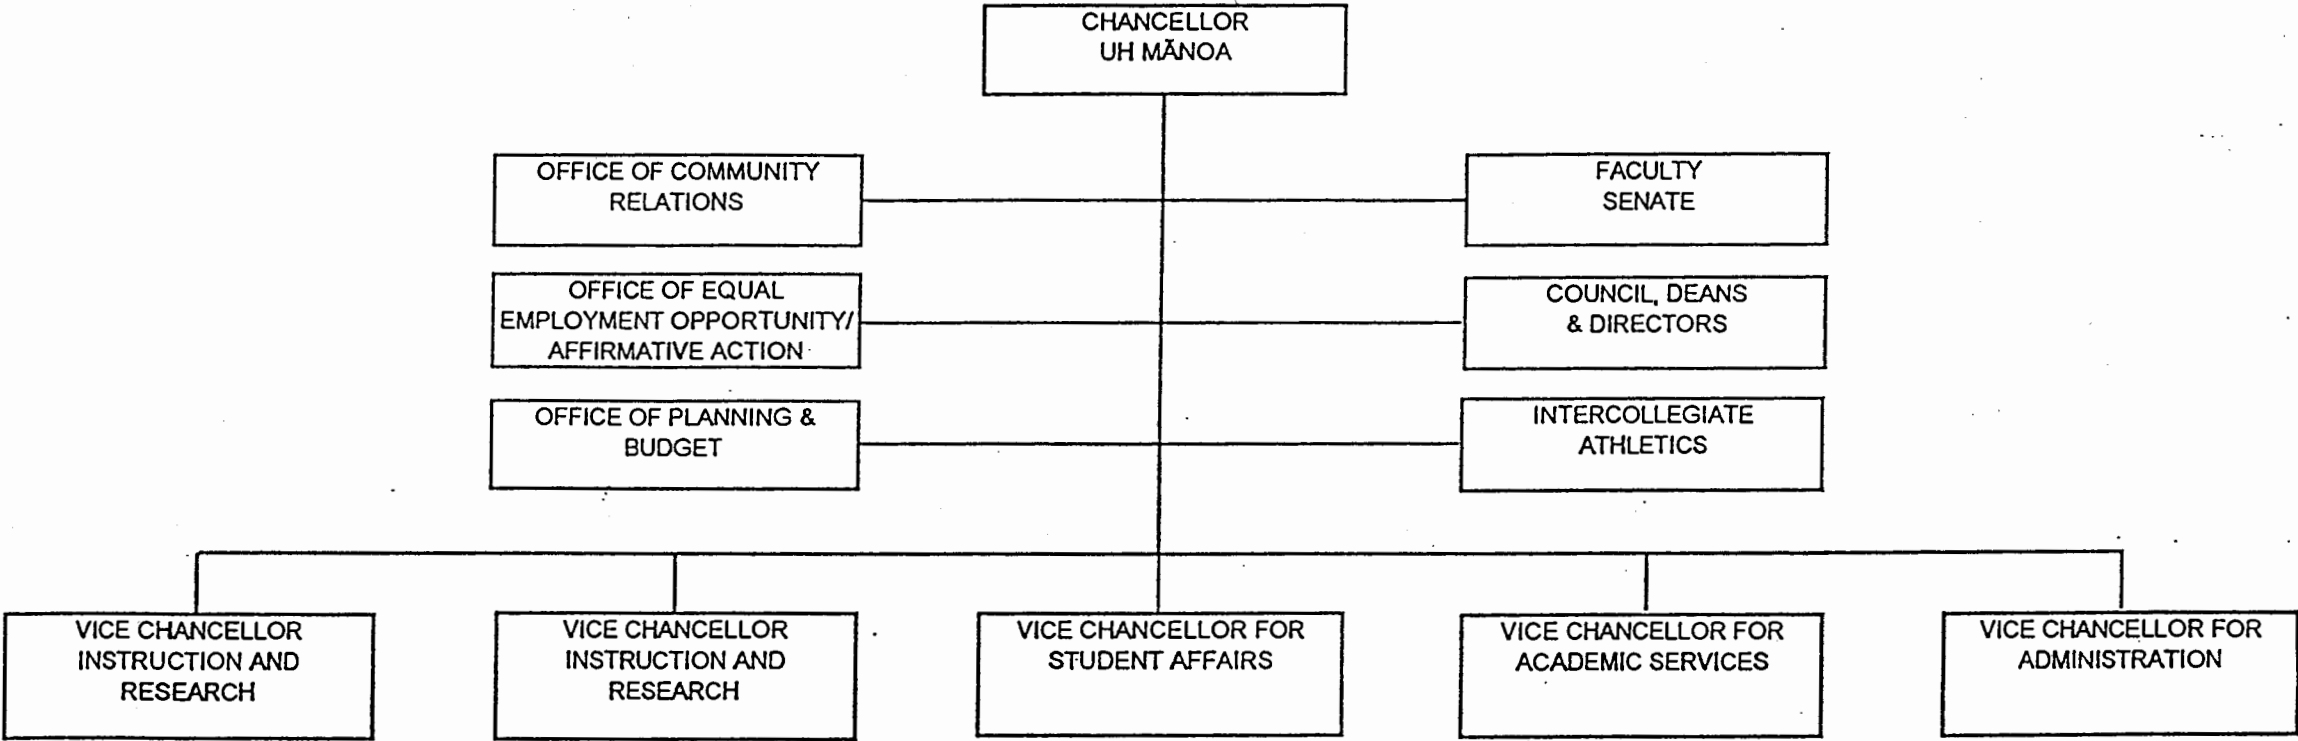 CHANCELLOR
UH MĀNOA
OFFICE OF COMMUNITY
RELATIONS
FACULTY
SENATE
OFFICE OF EQUAL
EMPLOYMENT OPPORTUNITY/
AFFIRMATIVE ACTION
COUNCIL, DEANS
& DIRECTORS
OFFICE OF PLANNING &
BUDGET
INTERCOLLEGIATE
ATHLETICS
VICE CHANCELLOR
INSTRUCTION AND
RESEARCH
VICE CHANCELLOR
INSTRUCTION AND
RESEARCH
VICE CHANCELLOR FOR
STUDENT AFFAIRS
VICE CHANCELLOR FOR
ACADEMIC SERVICES
VICE CHANCELLOR FOR
ADMINISTRATION